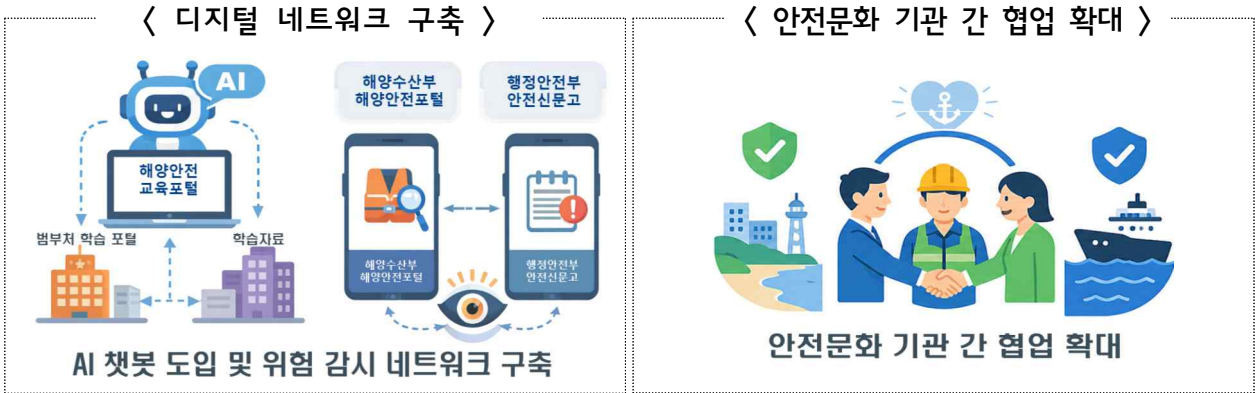 〈 디지털 네트워크 구축 〉
AI
해양안전
교육포털
범부처 학습 포털
학습자료
해양수산부
해양안전포털
행정안전부
안전신문고
해양수산부
해양안전포털
행정안전부
안전신문고
AI 챗봇 도입 및 위험 감시 네트워크 구축
〈 안전문화 기관 간 협업 확대 〉
안전문화 기관 간 협업 확대